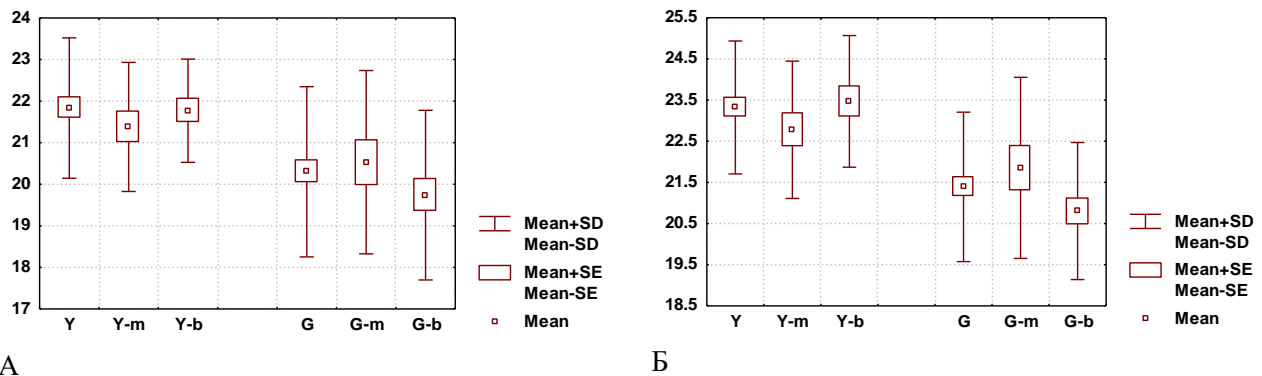 24
23
22
21
20
19
18
17
Y Y-m Y-b G G-m G-b
Mean+SD
Mean-SD
Mean+SE
Mean-SE
Mean
А
25.5
24.5
23.5
22.5
21.5
20.5
19.5
18.5
Y Y-m Y-b G G-m G-b
Mean+SD
Mean-SD
Mean+SE
Mean-SE
Mean
Б